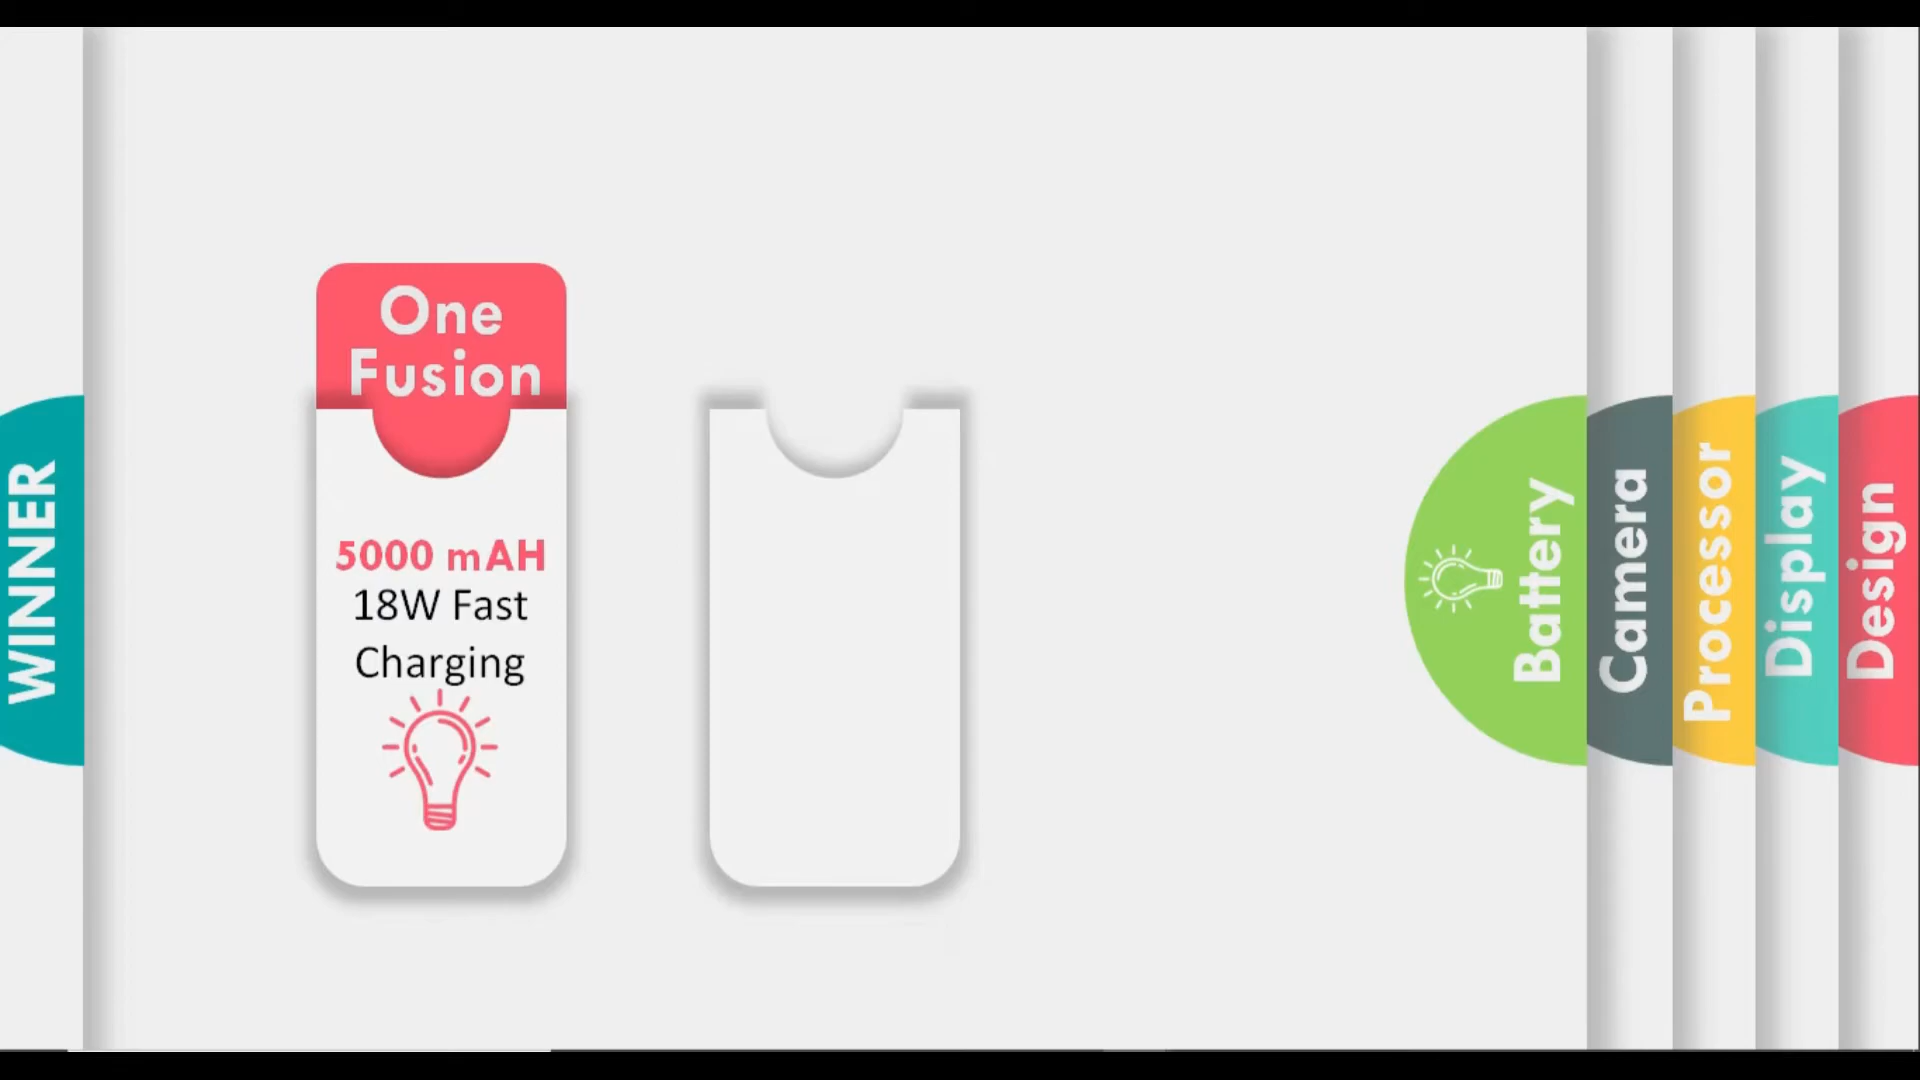 WINNER
One
Fusion
5000 mAH
18W Fast
Charging
Battery
Camera
Processor
Display
Design